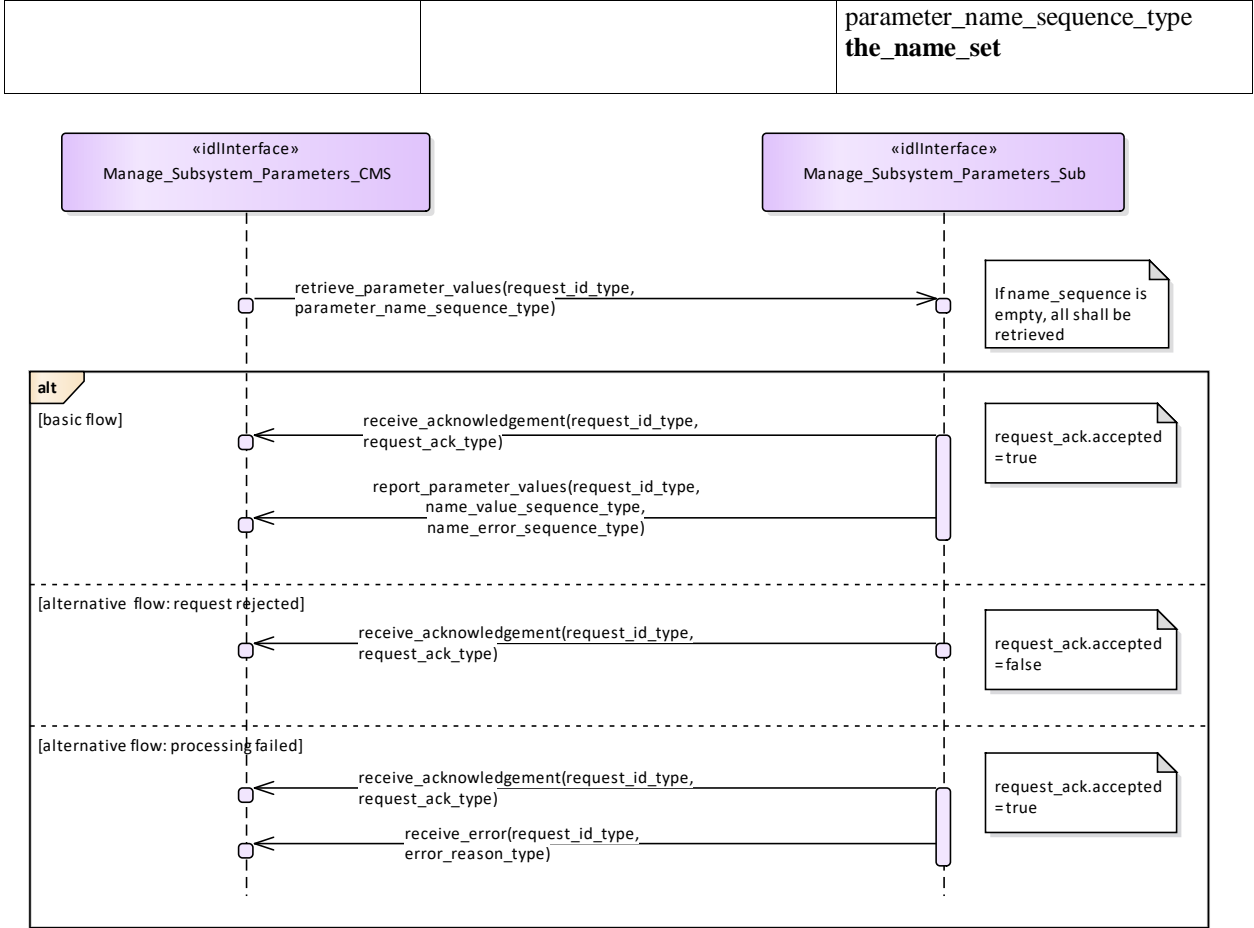 parameter_name_sequence_type
the_name_set
«idlInterface»
Manage_Subsystem_Parameters_CMS
«idlInterface»
Manage_Subsystem_Parameters_Sub
retrieve_parameter_values(request_id_type,
parameter_name_sequence_type)
If name_sequence is
empty, all shall be
retrieved
alt
[basic flow]
receive_acknowledgement(request_id_type,
request_ack_type)
request_ack.accepted
=true
report_parameter_values(request_id_type,
name_value_sequence_type,
name_error_sequence_type)
[alternative flow: request rejected]
receive_acknowledgement(request_id_type,
request_ack_type)
request_ack.accepted
=false
[alternative flow: processing failed]
receive_acknowledgement(request_id_type,
request_ack_type)
request_ack.accepted
=true
receive_error(request_id_type,
error_reason_type)